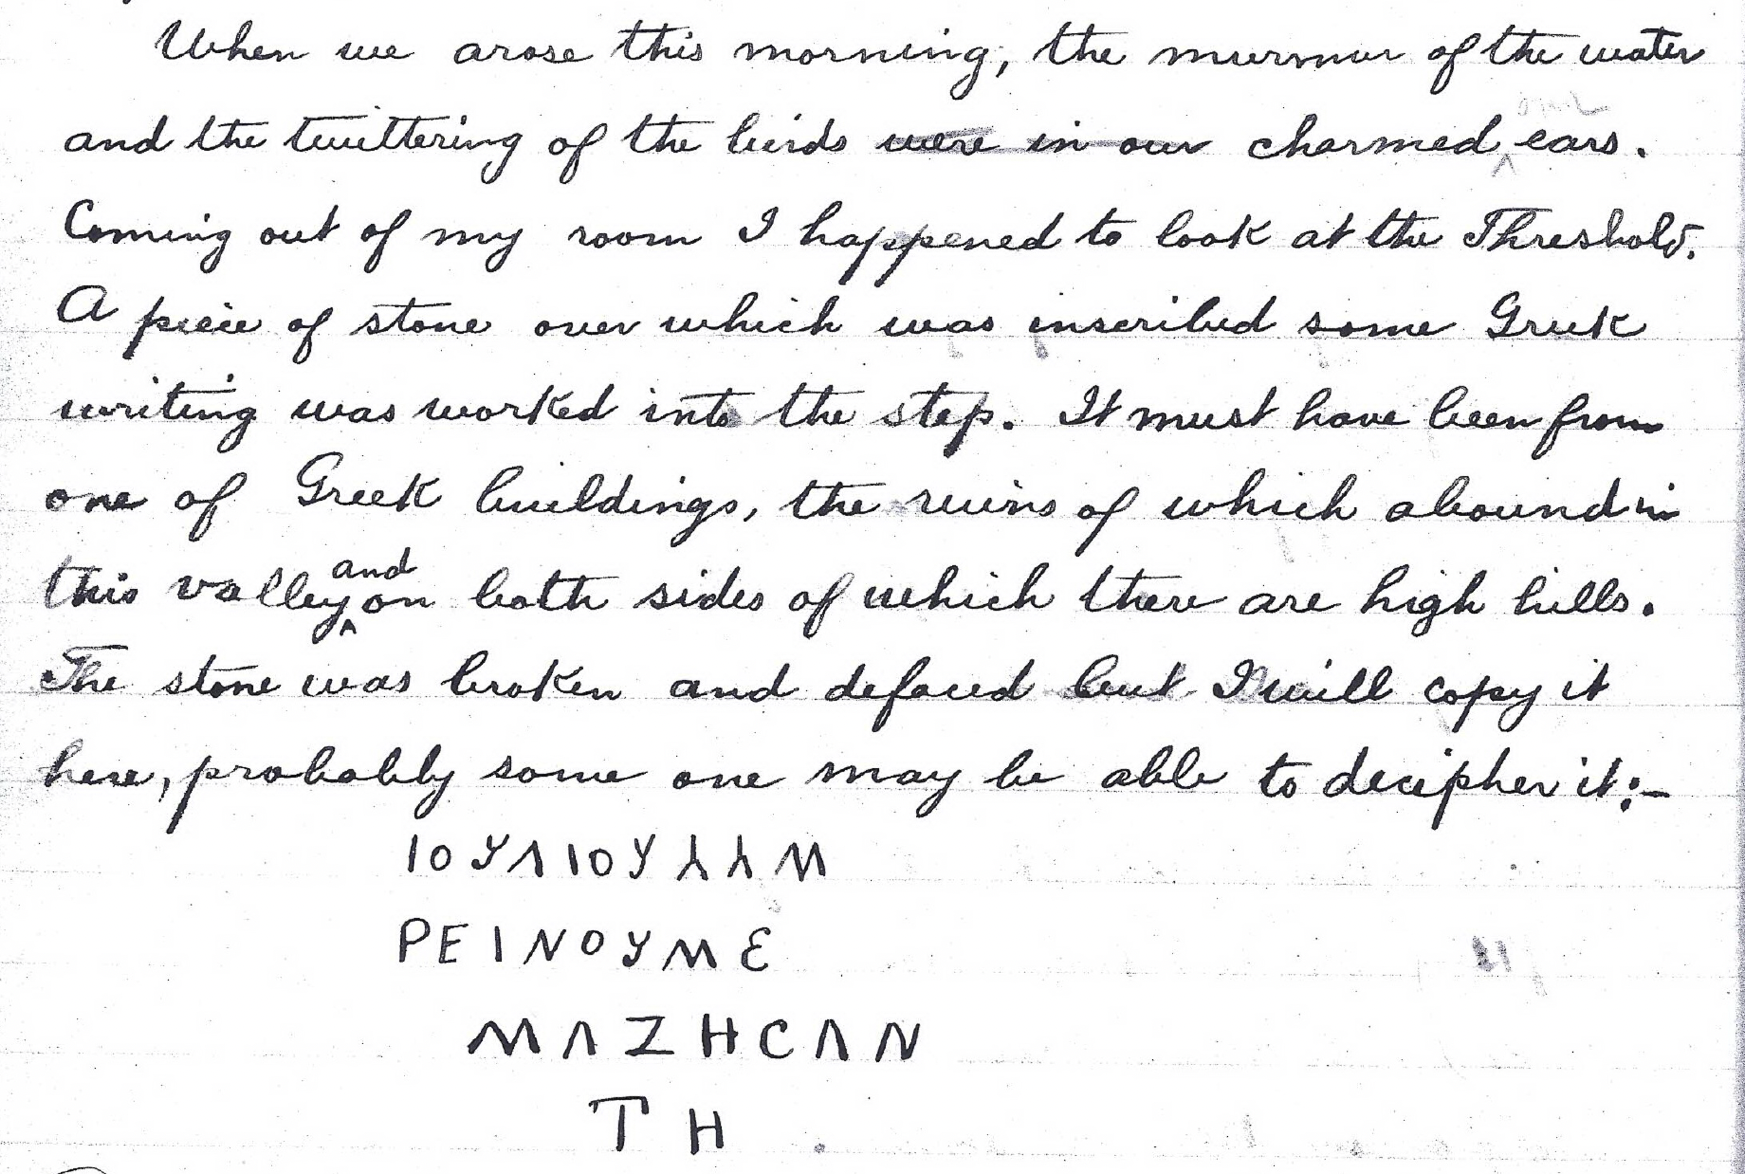 When we arose this morning, the murmur of the water
and the twittering of the birds were in our charmed ears.
Coming out of my room I happened to look at the Threshold.
A piece of stone over which was inscribed some Greek
writing was worked into the step. It must have been from
one of Greek buildings, the ruins of which abound in
this valley and on both sides of which there are high hills.
The stone was broken and defaced but I will copy it
here, probably some one may be able to decipher it:-
ΙΟΥΛΙΟΥ⅄⅄Μ
ΡΕΙΝΟΥΜΕ
ΜΛΖΗCΛΝ
ΤΗ